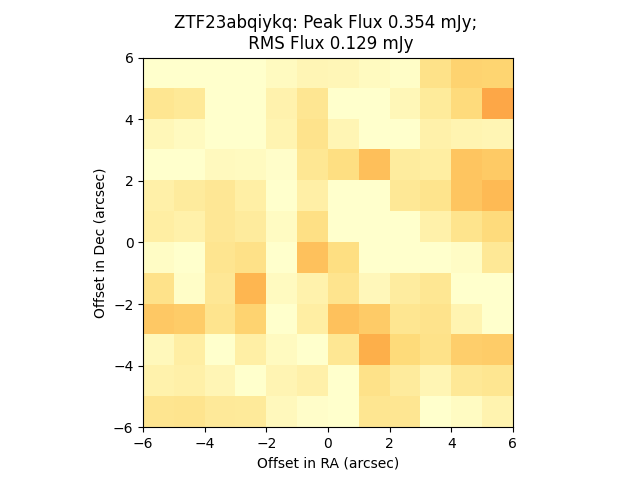 ZTF23abqiykq: Peak Flux 0.354 mJy;
RMS Flux 0.129 mJy
6
4
2
0
−2
−4
−6
Offset in Dec (arcsec)
−6 −4 −2 0 2 4 6
Offset in RA (arcsec)